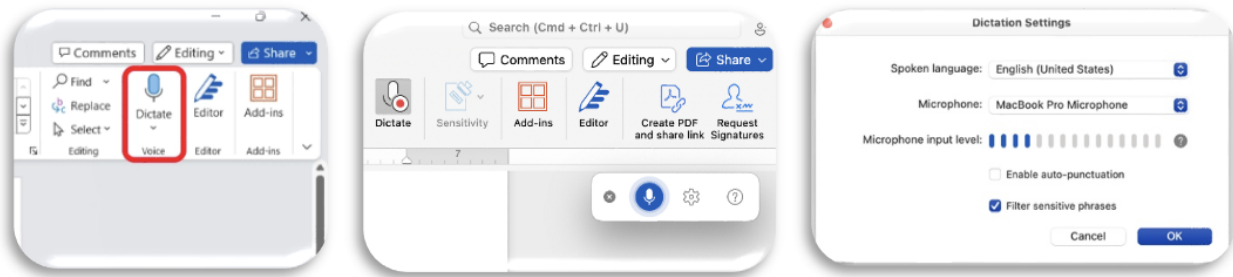 Comments
Editing
Share
Find
Replace
Select
Dictate
Editor
Add-ins
Editing
Voice
Editor
Add-ins
Search (Cmd + Ctrl + U)
Comments
Editing
Share
Dictate
Sensitivity
Add-ins
Editor
Create PDF
and share link
Request
Signatures
7
Dictation Settings
Spoken language: English (United States)
Microphone: MacBook Pro Microphone
Microphone input level:
Enable auto-punctuation
Filter sensitive phrases
Cancel
OK